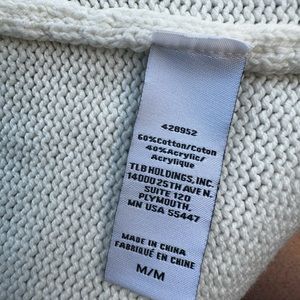 428952
60%Cotton/Coton
40%Acrylic/
Acrylique
TLB HOLDINGS, INC.
14000 25TH AVE N.
SUITE 120
PLYMOUTH,
MN USA 55447
MADE IN CHINA
FABRIQUÉ EN CHINE
M/M